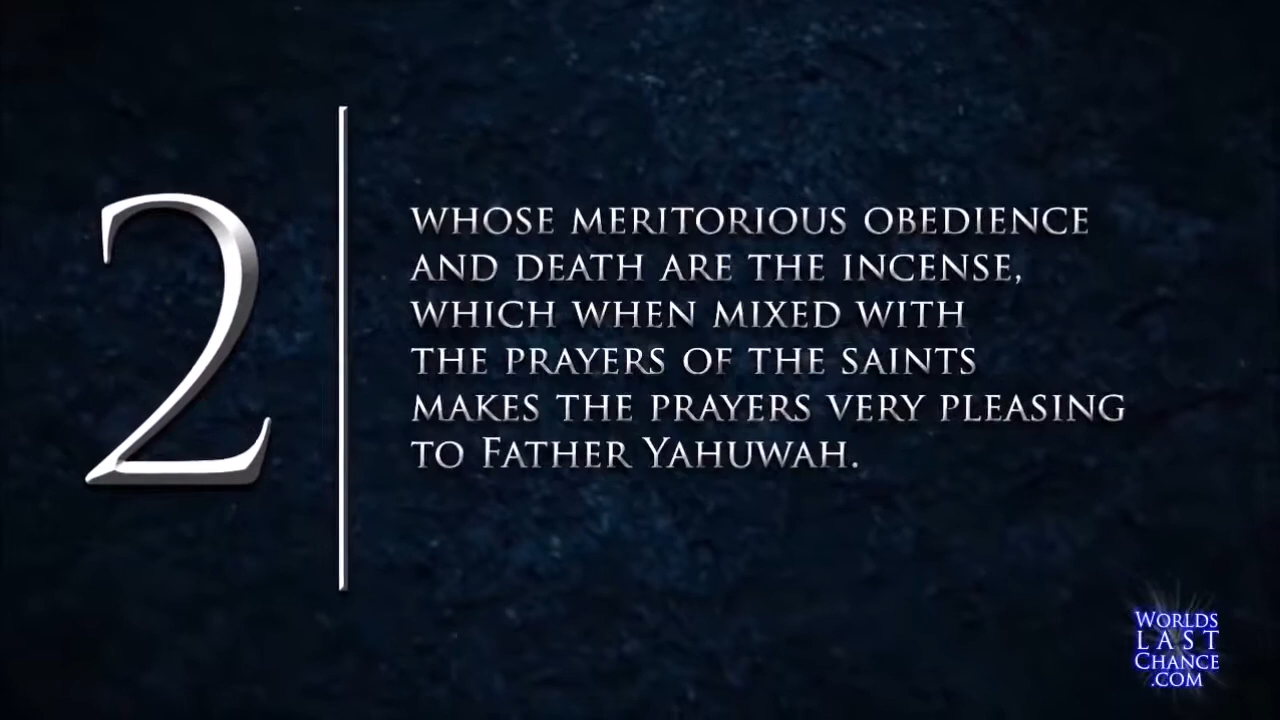 2
WHOSE MERITORIOUS OBEDIENCE
AND DEATH ARE THE INCENSE,
WHICH WHEN MIXED WITH
THE PRAYERS OF THE SAINTS
MAKES THE PRAYERS VERY PLEASING
TO FATHER YAHUWAH.
WORLDS
LAST
CHANCE
.COM